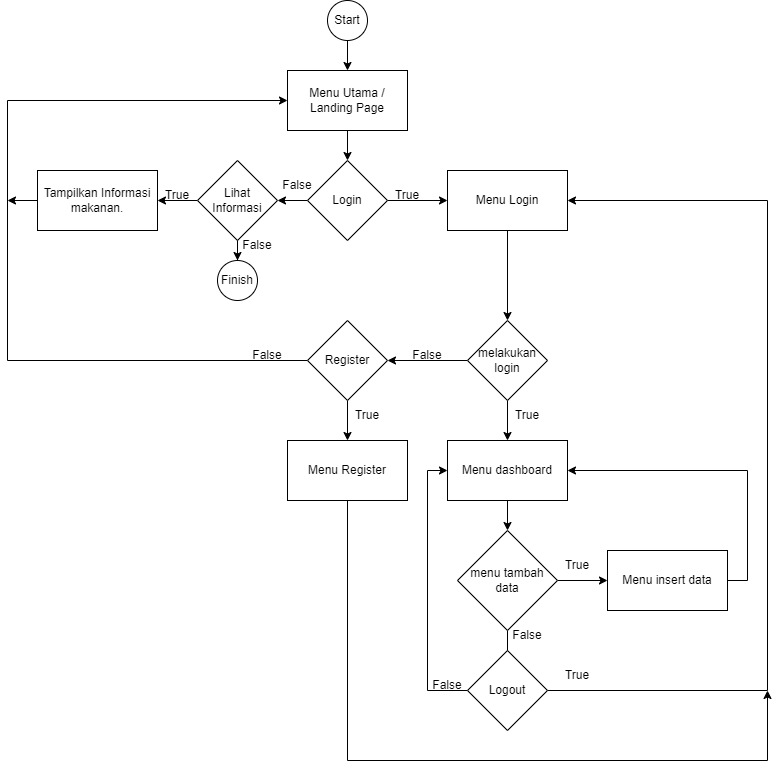 Start
Menu Utama /
Landing Page
Tampilkan Informasi
makanan.
True
Lihat
Informasi
False
Login
True
Menu Login
False
Finish
False
Register
False
melakukan
login
True
True
Menu Register
Menu dashboard
menu tambah
data
True
Menu insert data
False
False
Logout
True